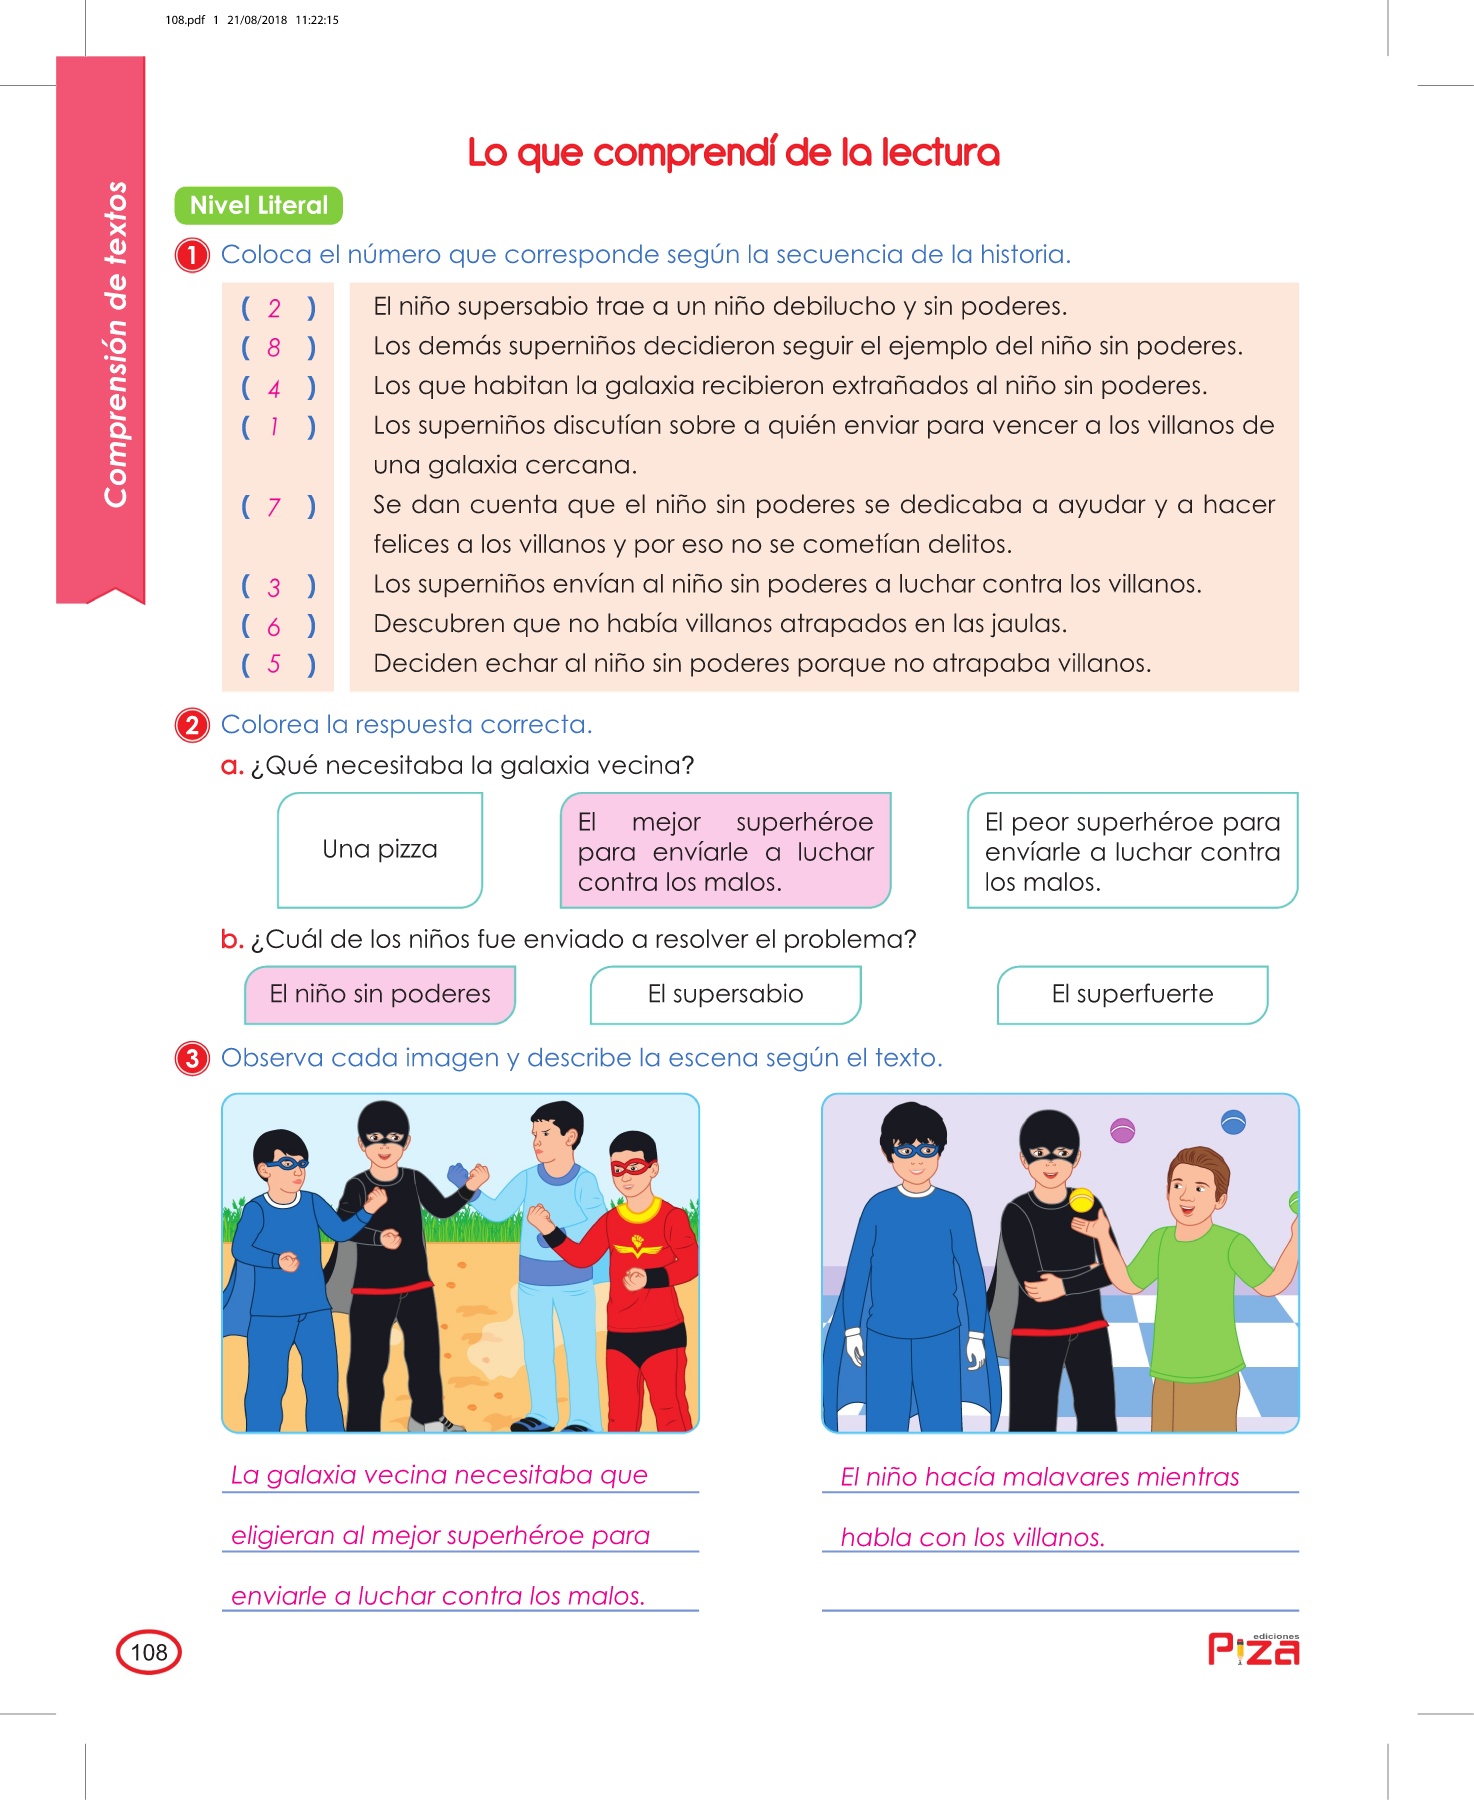 108.pdf 1 21/08/2018 11:22:15
Comprensión de textos
Lo que comprendí de la lectura
Nivel Literal
1 Coloca el número que corresponde según la secuencia de la historia.
( 2 ) El niño supersabio trae a un niño debilucho y sin poderes.
( 8 ) Los demás superniños decidieron seguir el ejemplo del niño sin poderes.
( 4 ) Los que habitan la galaxia recibieron extrañados al niño sin poderes.
( 1 ) Los superniños discutían sobre a quién enviar para vencer a los villanos de
una galaxia cercana.
( 7 ) Se dan cuenta que el niño sin poderes se dedicaba a ayudar y a hacer
felices a los villanos y por eso no se cometían delitos.
( 3 ) Los superniños envían al niño sin poderes a luchar contra los villanos.
( 6 ) Descubren que no había villanos atrapados en las jaulas.
( 5 ) Deciden echar al niño sin poderes porque no atrapaba villanos.
2 Colorea la respuesta correcta.
a. ¿Qué necesitaba la galaxia vecina?
Una pizza
El mejor superhéroe
para envíarle a luchar
contra los malos.
El peor superhéroe para
envíarle a luchar contra
los malos.
b. ¿Cuál de los niños fue enviado a resolver el problema?
El niño sin poderes
El supersabio
El superfuerte
3 Observa cada imagen y describe la escena según el texto.
La galaxia vecina necesitaba que
eligieran al mejor superhéroe para
enviarle a luchar contra los malos.
El niño hacía malavares mientras
habla con los villanos.
108
ediciones
Piza